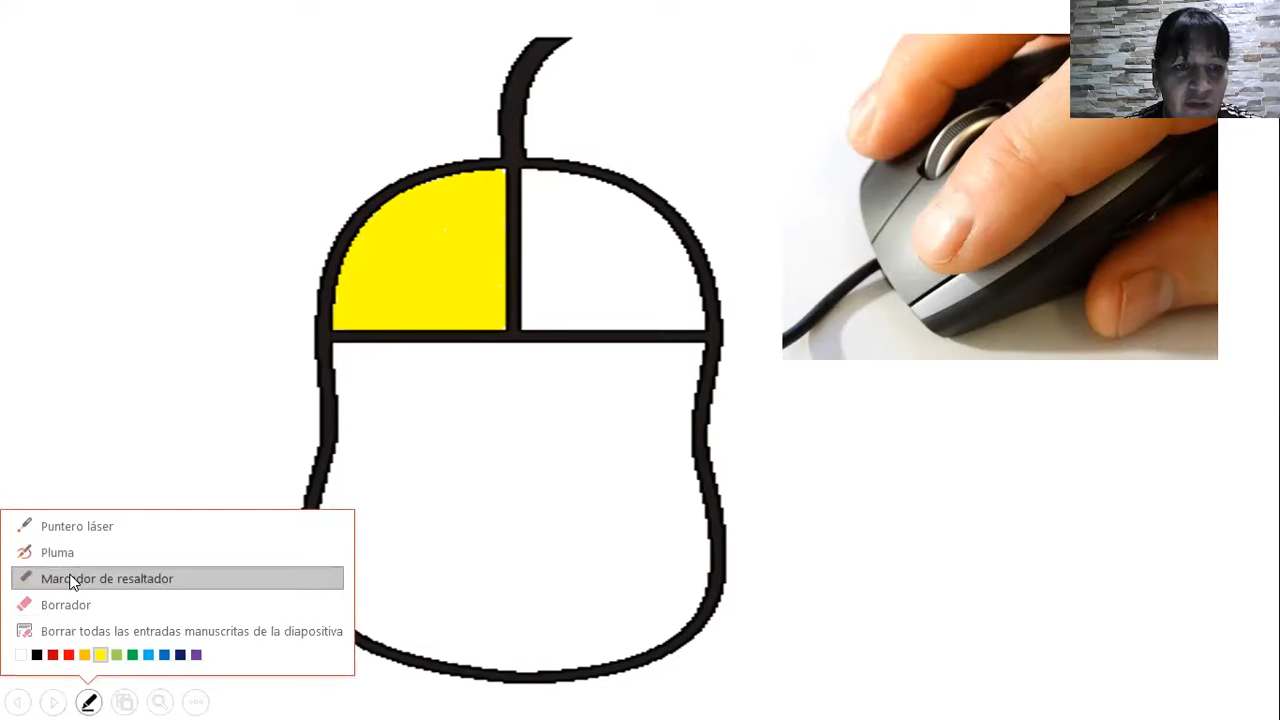 Puntero láser
Pluma
Marcador de resaltador
Borrador
Borrar todas las entradas manuscritas de la diapositiva